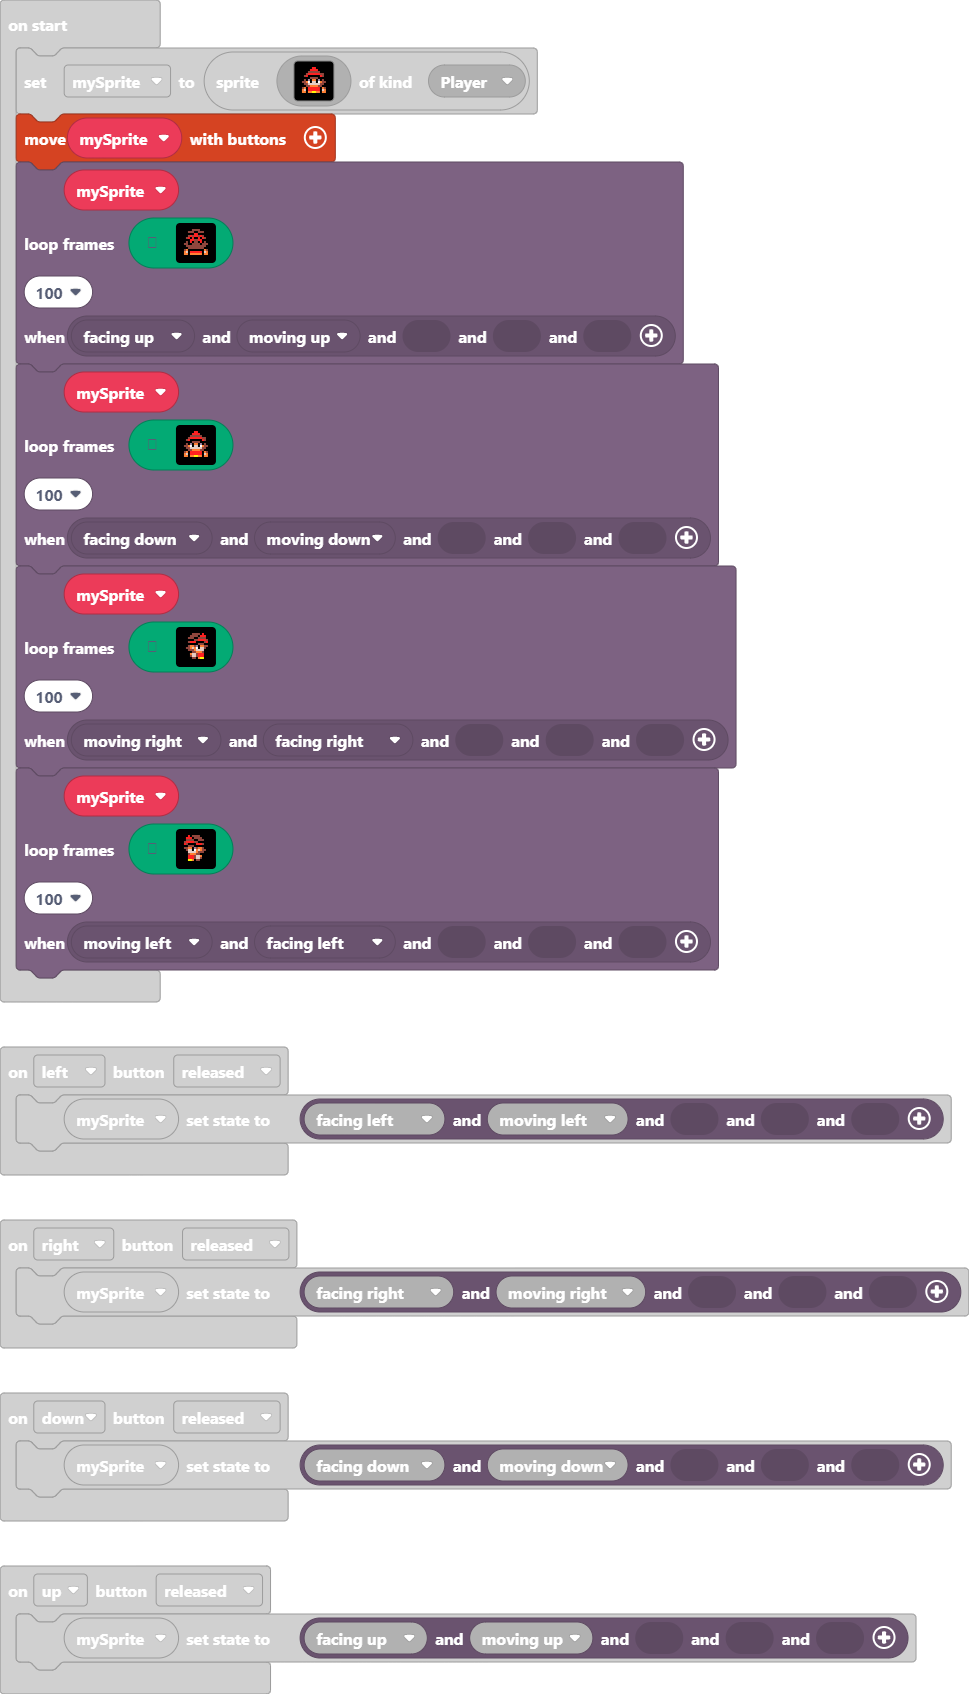 on start
set mySprite to sprite of kind Player
move mySprite with buttons
mySprite
loop frames
100
when facing up and moving up and and and
mySprite
loop frames
100
when facing down and moving down and and and
mySprite
loop frames
100
when moving right and facing right and and and
mySprite
loop frames
100
when moving left and facing left and and and
on left button released
mySprite set state to facing left and moving left and and and
on right button released
mySprite set state to facing right and moving right and and and
on down button released
mySprite set state to facing down and moving down and and and
on up button released
mySprite set state to facing up and moving up and and and